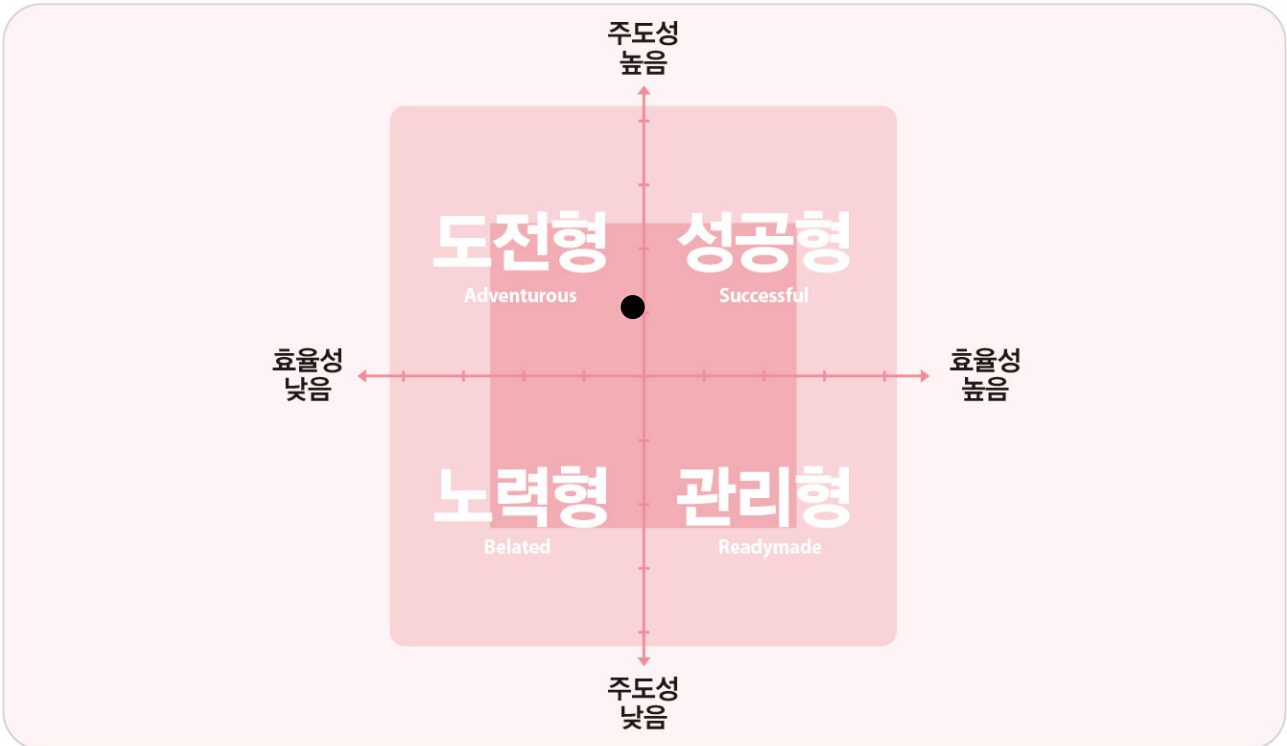 주도성
높음
도전형
Adventurous
성공형
Successful
효율성
낮음
효율성
높음
노력형
Belated
관리형
Readymade
주도성
낮음